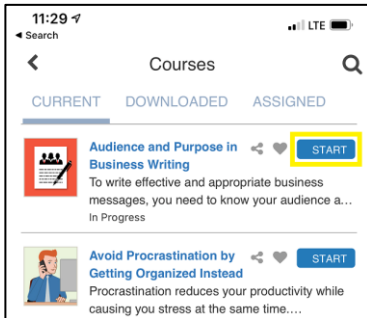 11:29
Search
LTE
Courses
CURRENT DOWNLOADED ASSIGNED
Audience and Purpose in START
Business Writing
To write effective and appropriate business
messages, you need to know your audience a...
In Progress
Avoid Procrastination by START
Getting Organized Instead
Procrastination reduces your productivity while
causing you stress at the same time....